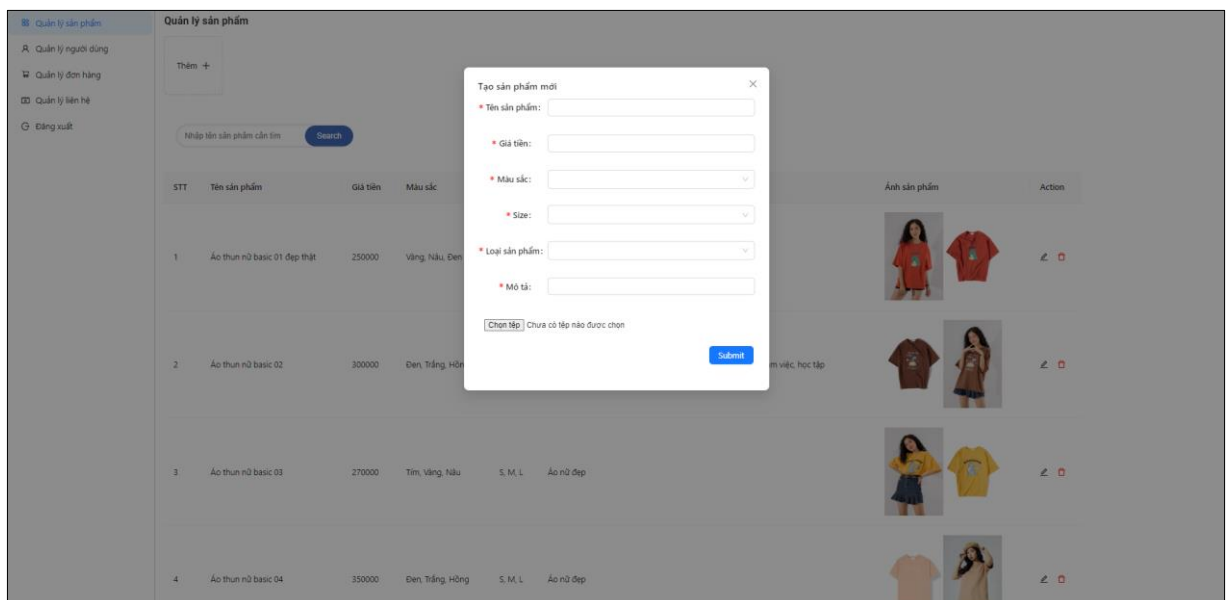 Quản lý sản phẩm
Quản lý người dùng
Quản lý đơn hàng
Quản lý liên hệ
Đăng xuất
Quản lý sản phẩm
Thêm +
Nhập tên sản phẩm cần tìm Search
Tạo sản phẩm mới
* Tên sản phẩm:
* Giá tiền:
* Màu sắc:
* Size:
* Loại sản phẩm:
* Mô tả:
Chọn tệp Chưa có tệp nào được chọn
Submit
STT Tên sản phẩm Giá tiền Màu sắc Ảnh sản phẩm Action
1 Áo thun nữ basic 01 đẹp thật 250000 Vàng, Nâu, Đen
2 Áo thun nữ basic 02 300000 Đen, Trắng, Hồn m việc, học tập
3 Áo thun nữ basic 03 270000 Tím, Vàng, Nâu S, M, L Áo nữ đẹp
4 Áo thun nữ basic 04 350000 Đen, Trắng, Hồng S, M, L Áo nữ đẹp